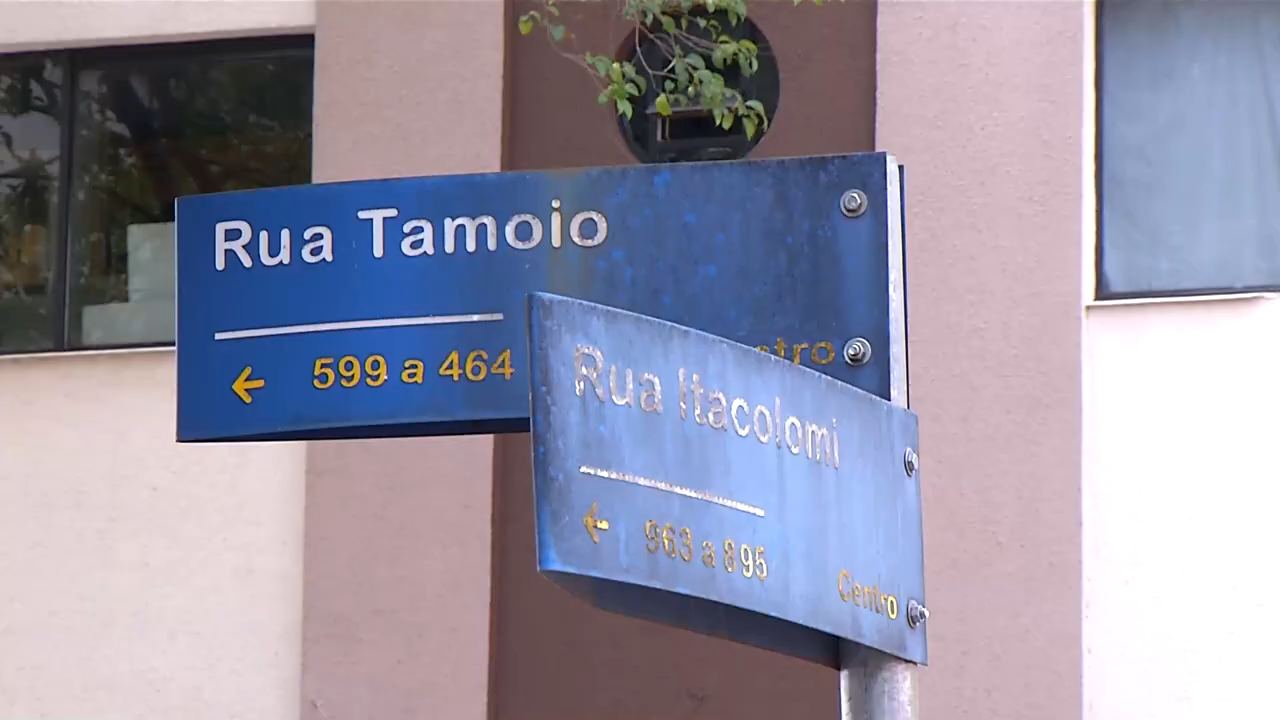 Rua Tamoio
599 a 464
Rua Itacolomi
963 a 895
Centro